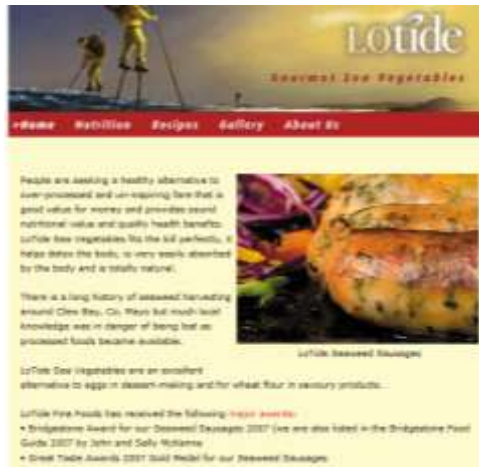 LOtide
Gourmet Sea Vegetables
Home Nutrition Recipes Gallery About Us
People are seeking a healthy alternative to
over-processed and un-inspiring fare that is
good value for money and provides sound
nutritional value and quality health benefits.
LoTide Sea Vegetables fits the bill perfectly, it
helps detox the body, is very easily absorbed
by the body and is totally natural.
There is a long history of seaweed harvesting
around Clew Bay, Co. Mayo but much local
knowledge was in danger of being lost as
processed foods became available.
LoTide Seaweed Sausages
LoTide Sea Vegetables are an excellent
alternative to eggs in dessert making and for wheat flour in savoury products.
LoTide Fine Foods has received the following major awards:
• Bridgestone Award for our Seaweed Sausages 2007 (we are also listed in the Bridgestone Food
Guide 2007 by John and Sally McKenna
• Great Taste Awards 2007 Gold Medal for our Seaweed Sausages